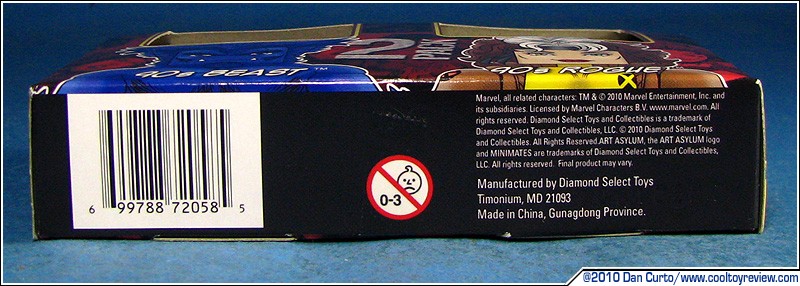 90s BEAST™
2 PACK
90s ROGUE
Marvel, all related characters: TM & © 2010 Marvel Entertainment, Inc. and
its subsidiaries. Licensed by Marvel Characters B.V. www.marvel.com. All
rights reserved. Diamond Select Toys and Collectibles is a trademark of
Diamond Select Toys and Collectibles, LLC. © 2010 Diamond Select Toys
and Collectibles. All Rights Reserved.ART ASYLUM, the ART ASYLUM logo
and MINIMATES are trademarks of Diamond Select Toys and Collectibles,
LLC. All rights reserved. Final product may vary.
Manufactured by Diamond Select Toys
Timonium, MD 21093
Made in China, Gunagdong Province.
0-3
6 99788 72058 5
©2010 Dan Curto/www.cooltoyreview.com